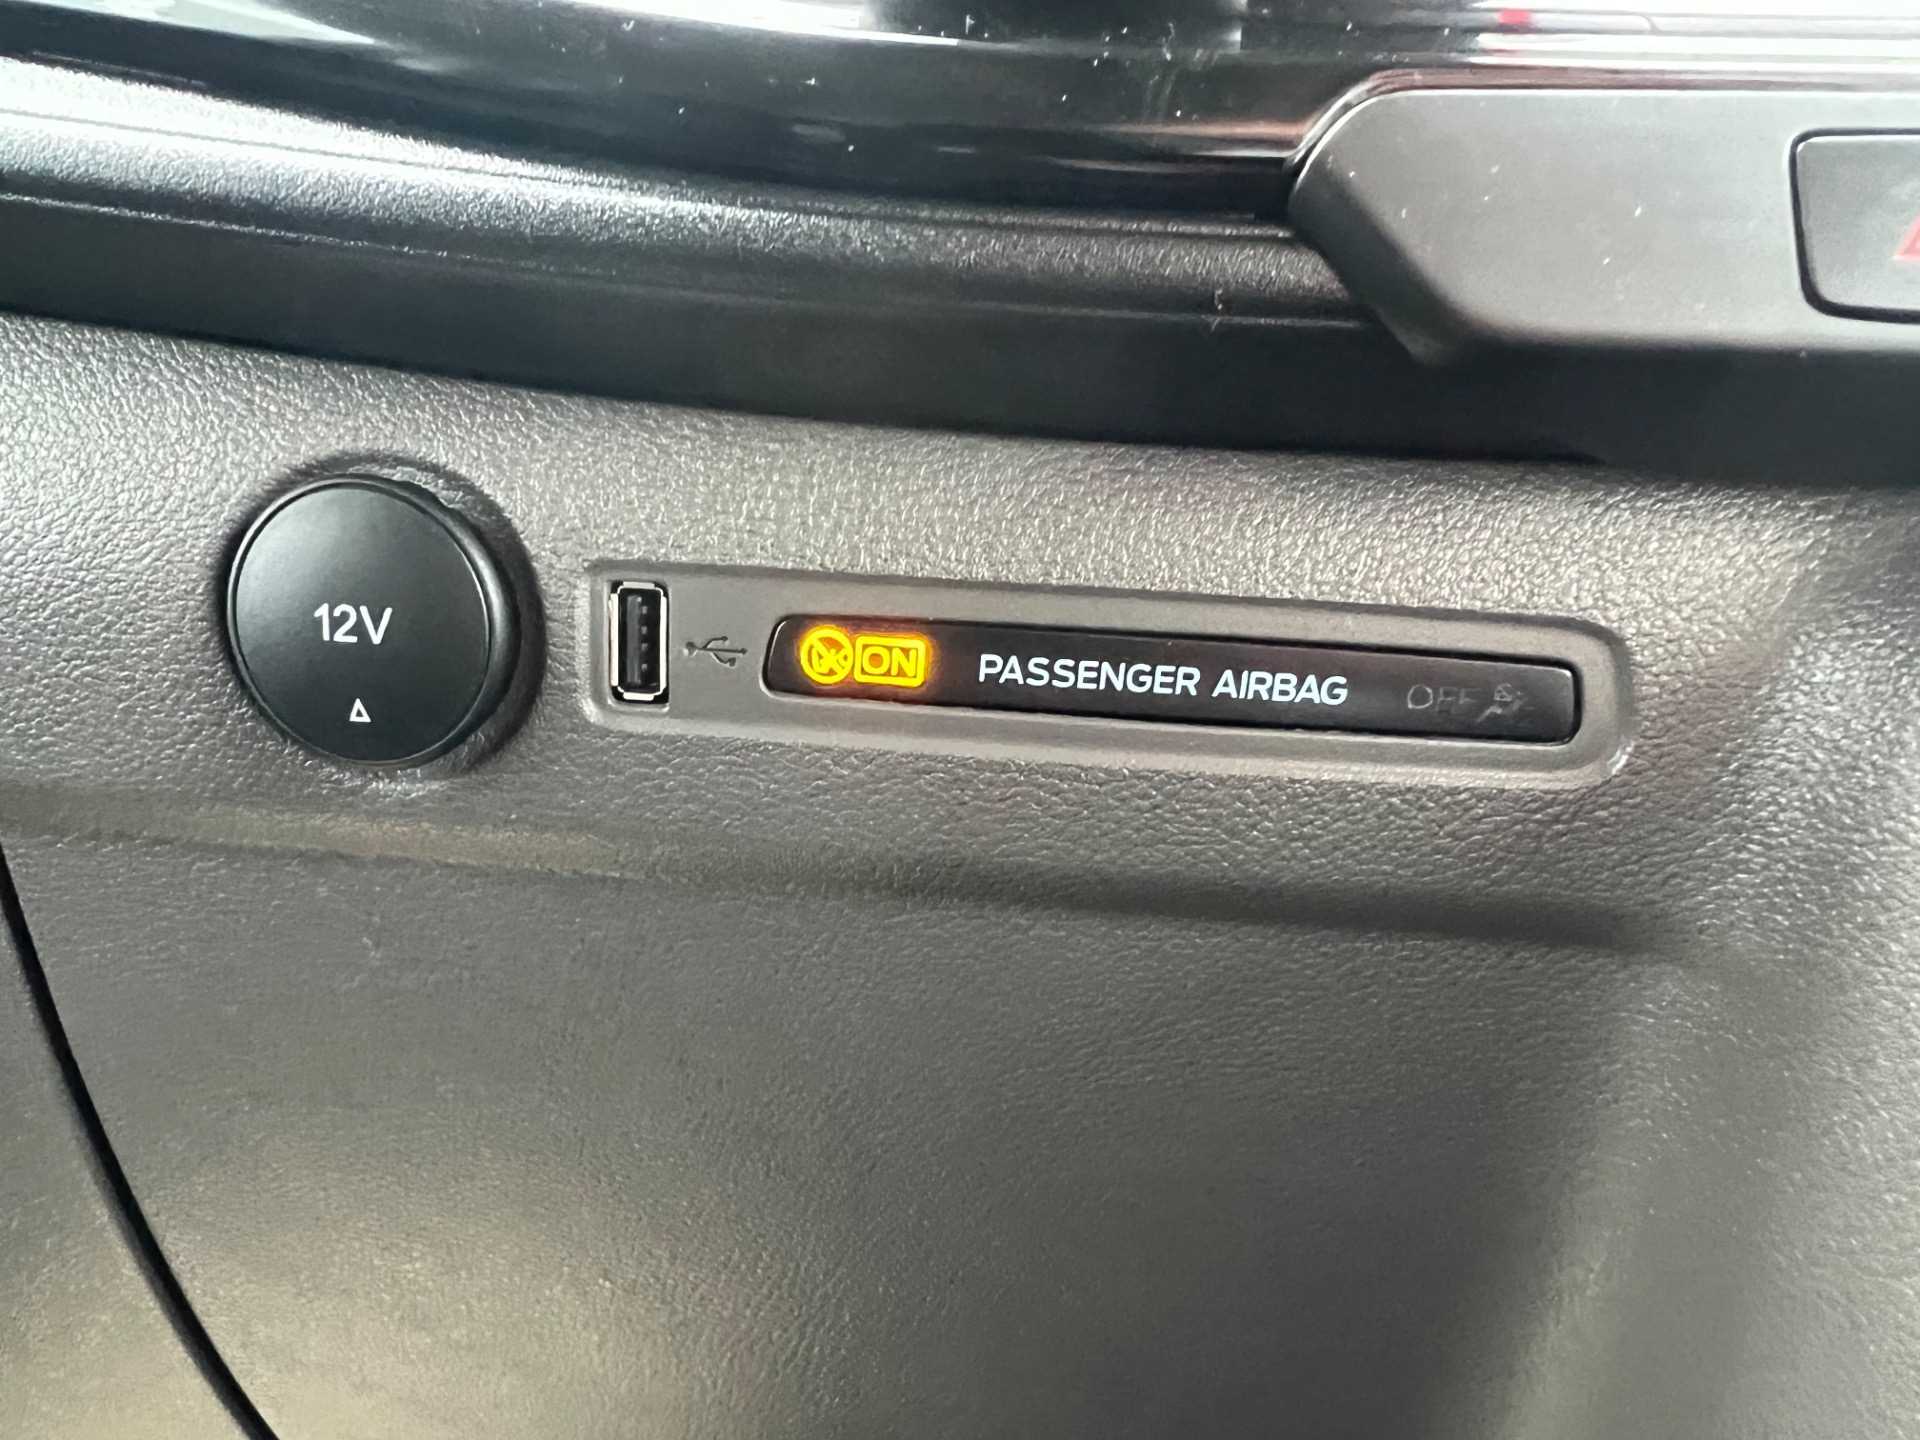 12V
ON PASSENGER AIRBAG OFF